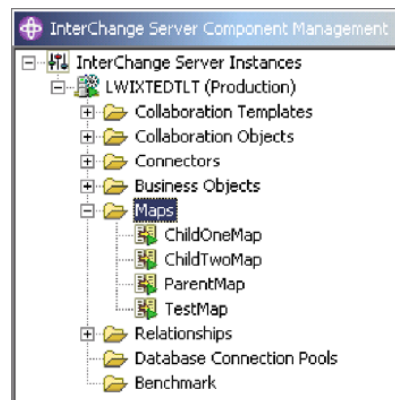 InterChange Server Component Management
InterChange Server Instances
LWIXTEDTLT (Production)
Collaboration Templates
Collaboration Objects
Connectors
Business Objects
Maps
ChildOneMap
ChildTwoMap
ParentMap
TestMap
Relationships
Database Connection Pools
Benchmark